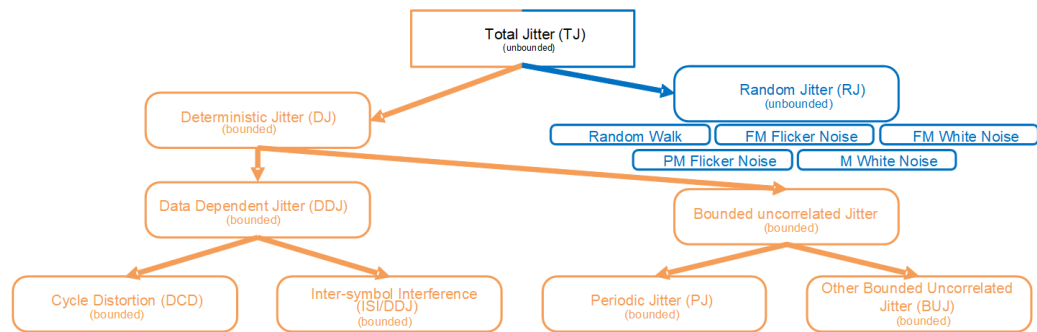 Total Jitter (TJ)
(unbounded)
Random Jitter (RJ)
(unbounded)
Deterministic Jitter (DJ)
(bounded)
Random Walk
FM Flicker Noise
FM White Noise
PM Flicker Noise
M White Noise
Data Dependent Jitter (DDJ)
(bounded)
Bounded uncorrelated Jitter
(bounded)
Cycle Distortion (DCD)
(bounded)
Inter-symbol Interference
(ISI/DDJ)
(bounded)
Periodic Jitter (PJ)
(bounded)
Other Bounded Uncorrelated
Jitter (BUJ)
(bounded)